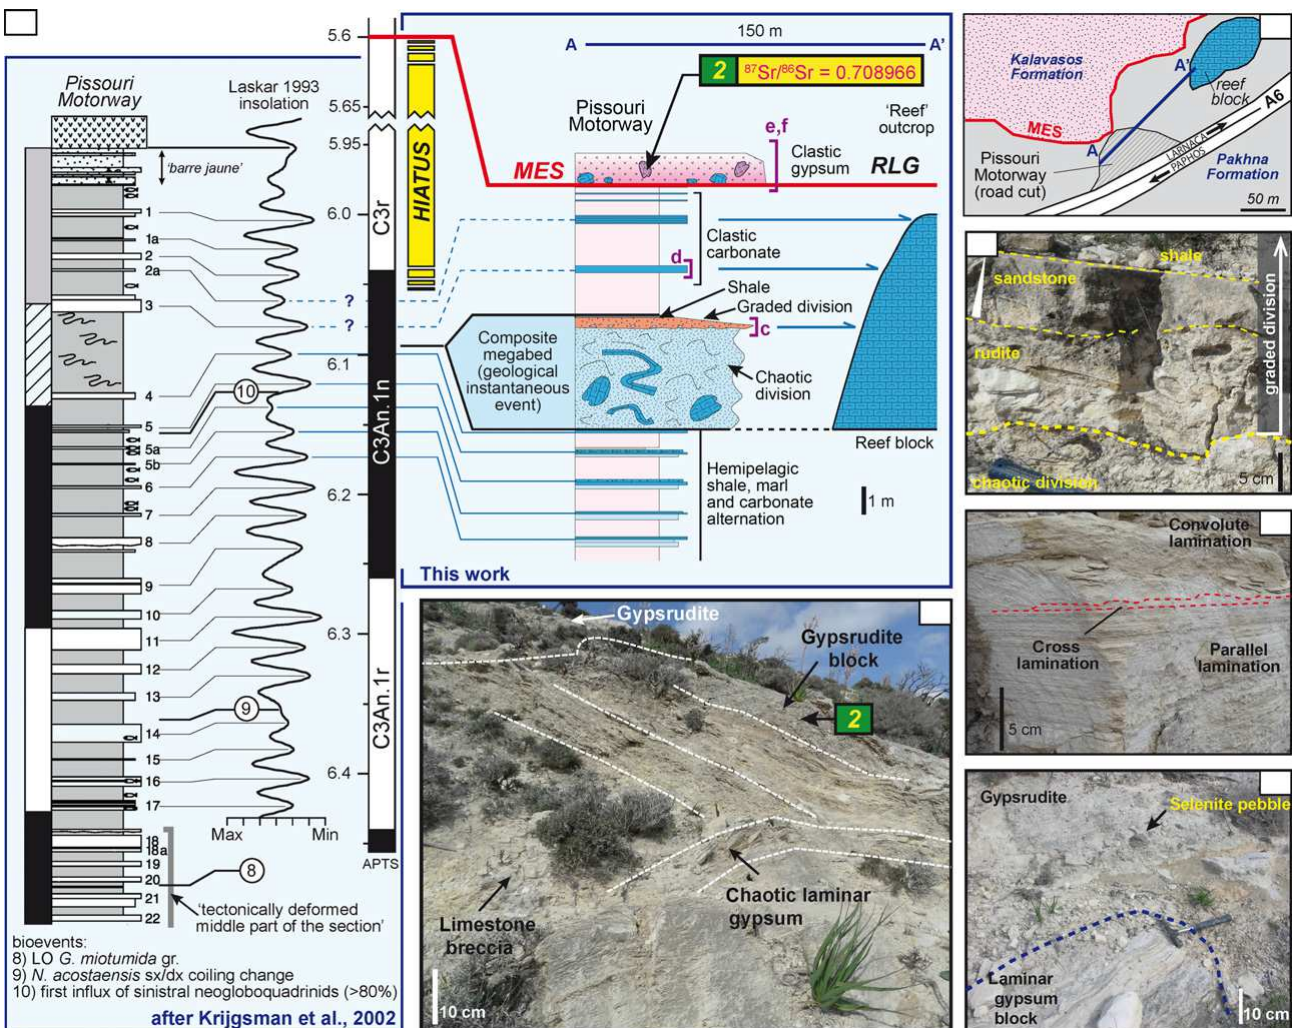 Pissouri
Motorway
Laskar 1993
insolation
'barre jaune'
1
1a
2
2a
3
4
5
5a
5b
6
7
8
9
10
11
12
13
14
15
16
17
18
18a
19
20
21
22
10
9
8
Max
Min
'tectonically deformed
middle part of the section'
bioevents:
8) LO G. miotumida gr.
9) N. acostaensis sx/dx coiling change
10) first influx of sinistral neogloboquadrinids (>80%)
after Krijgsman et al., 2002
5.6
5.65
5.95
6.0
6.1
6.2
6.3
6.4
C3r
C3An.1n
C3An.1r
APTS
HIATUS
A
150 m
A'
2
87Sr/86Sr = 0.708966
Pissouri
Motorway
'Reef'
outcrop
e,f
Clastic
gypsum
MES
RLG
Clastic
carbonate
d
?
?
Shale
Graded division
c
Composite
megabed
(geological
instantaneous
event)
Chaotic
division
Reef block
Hemipelagic
shale, marl
and carbonate
alternation
1 m
This work
Kalavasos
Formation
A'
reef
block
MES
A
A6
LARNACA
PAPHOS
Pissouri
Motorway
(road cut)
Pakhna
Formation
50 m
shale
sandstone
rudite
graded division
chaotic division
5 cm
Convolute
lamination
Cross
lamination
Parallel
lamination
5 cm
Gypsrudite
Gypsrudite
block
2
Chaotic laminar
gypsum
Limestone
breccia
10 cm
Gypsrudite
Selenite pebble
Laminar
gypsum
block
10 cm